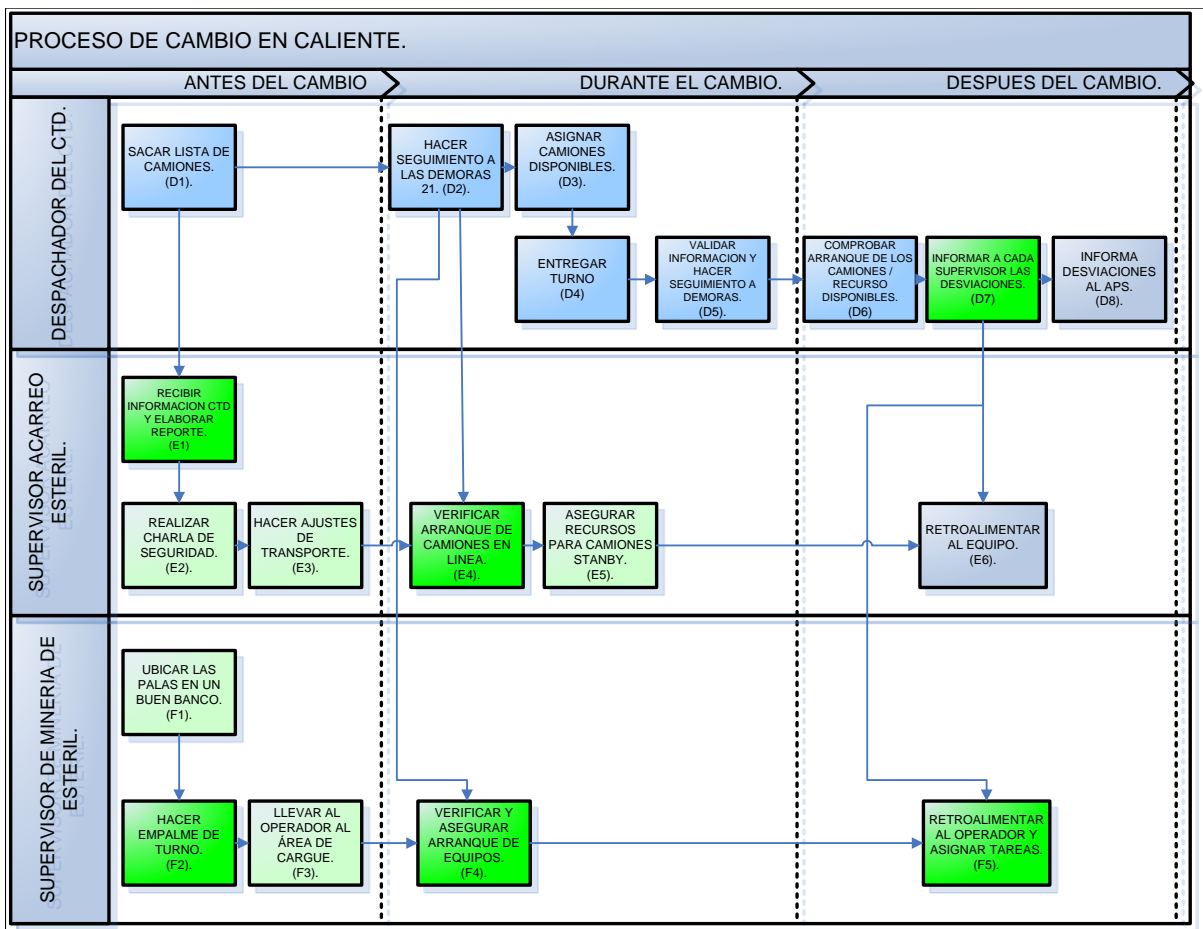 PROCESO DE CAMBIO EN CALIENTE.
ANTES DEL CAMBIO
DURANTE EL CAMBIO.
DESPUES DEL CAMBIO.
DESPACHADOR DEL CTD.
SACAR LISTA DE
CAMIONES.
(D1).
HACER
SEGUIMIENTO A
LAS DEMORAS
21. (D2).
ASIGNAR
CAMIONES
DISPONIBLES.
(D3).
ENTREGAR
TURNO
(D4)
VALIDAR
INFORMACION Y
HACER
SEGUIMIENTO A
DEMORAS.
(D5).
COMPROBAR
ARRANQUE DE LOS
CAMIONES /
RECURSO
DISPONIBLES.
(D6)
INFORMAR A CADA
SUPERVISOR LAS
DESVIACIONES.
(D7)
INFORMA
DESVIACIONES
AL APS.
(D8).
SUPERVISOR ACARREO
ESTERIL.
RECIBIR
INFORMACION CTD
Y ELABORAR
REPORTE.
(E1)
REALIZAR
CHARLA DE
SEGURIDAD.
(E2).
HACER AJUSTES
DE
TRANSPORTE.
(E3).
VERIFICAR
ARRANQUE DE
CAMIONES EN
LINEA.
(E4).
ASEGURAR
RECURSOS
PARA CAMIONES
STANBY.
(E5).
RETROALIMENTAR
AL EQUIPO.
(E6).
SUPERVISOR DE MINERIA DE
ESTERIL.
UBICAR LAS
PALAS EN UN
BUEN BANCO.
(F1).
HACER
EMPALME DE
TURNO.
(F2).
LLEVAR AL
OPERADOR AL
ÁREA DE
CARGUE.
(F3).
VERIFICAR Y
ASEGURAR
ARRANQUE DE
EQUIPOS.
(F4).
RETROALIMENTAR
AL OPERADOR Y
ASIGNAR TAREAS.
(F5).